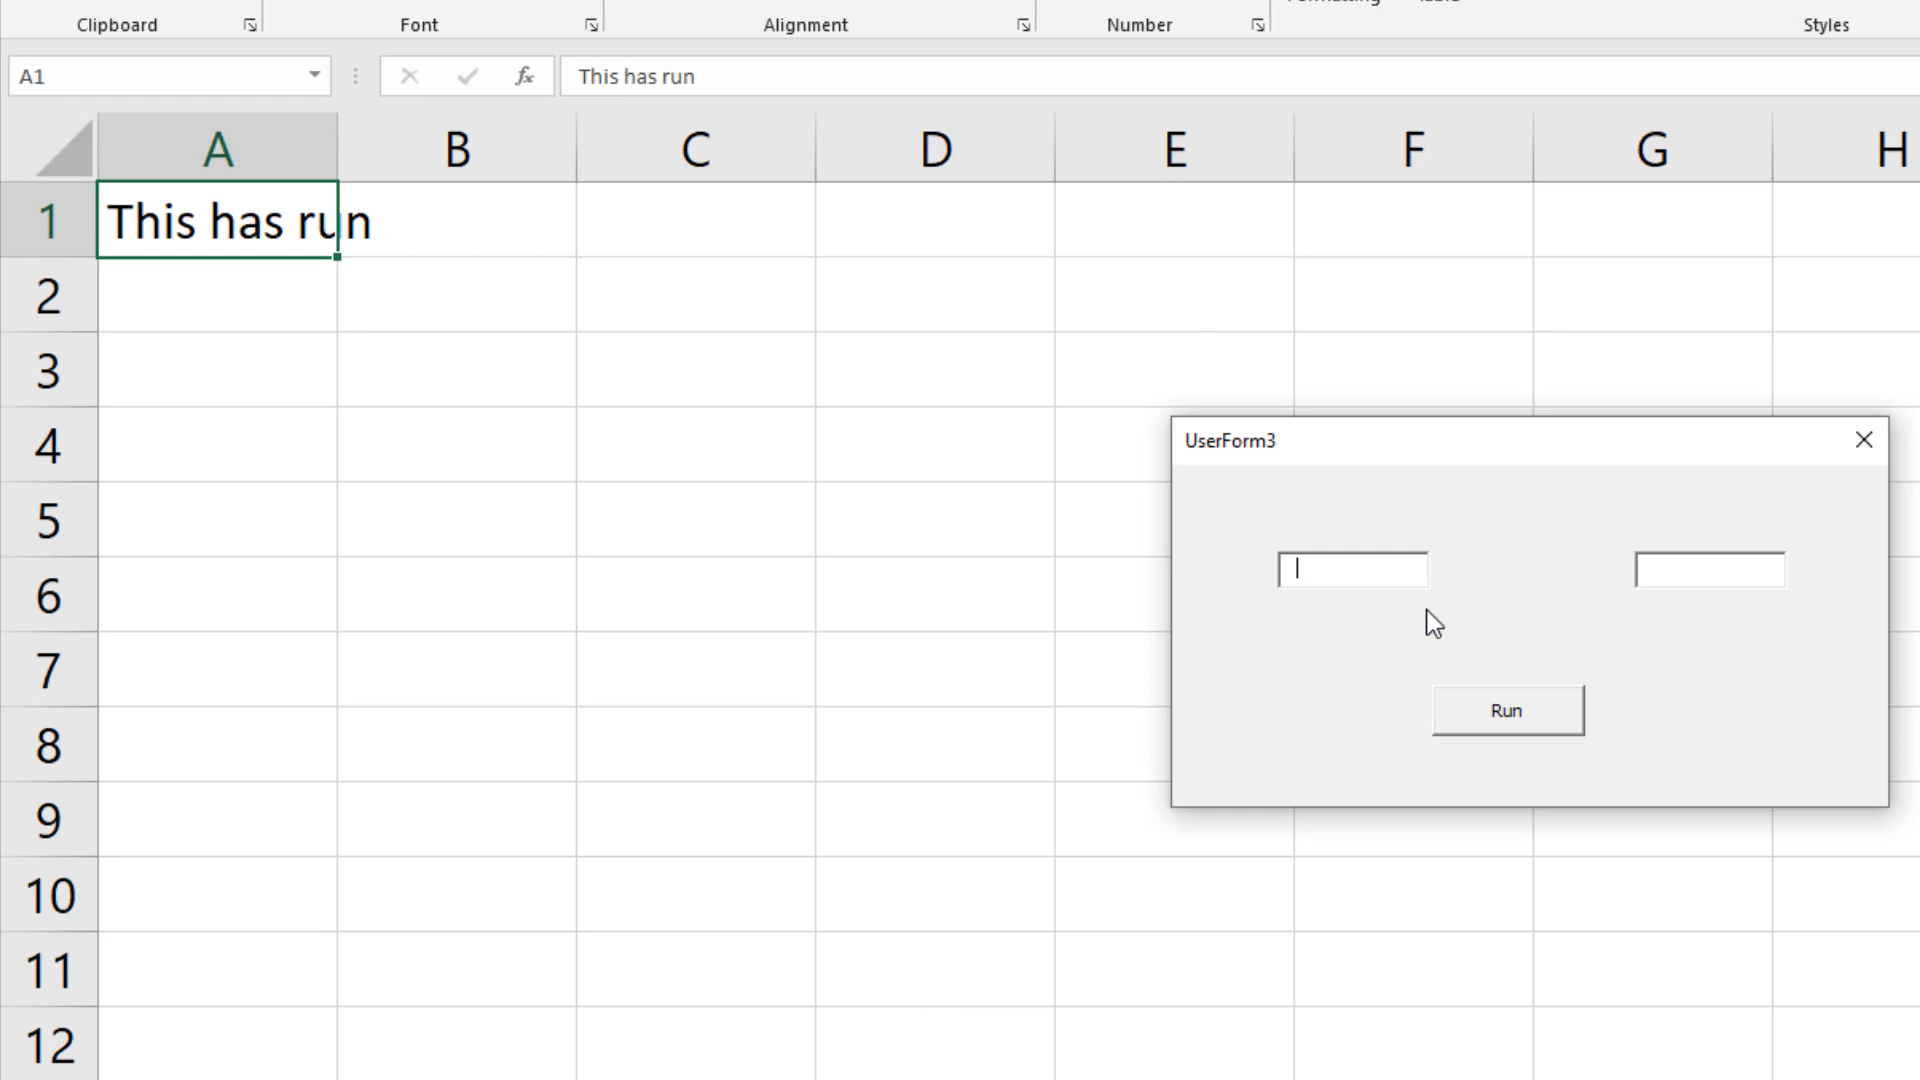 Clipboard Font Alignment Number Styles
A1 fx This has run
A B C D E F G H
1 This has run
2
3
4
UserForm3
5
6
7
8
Run
9
10
11
12